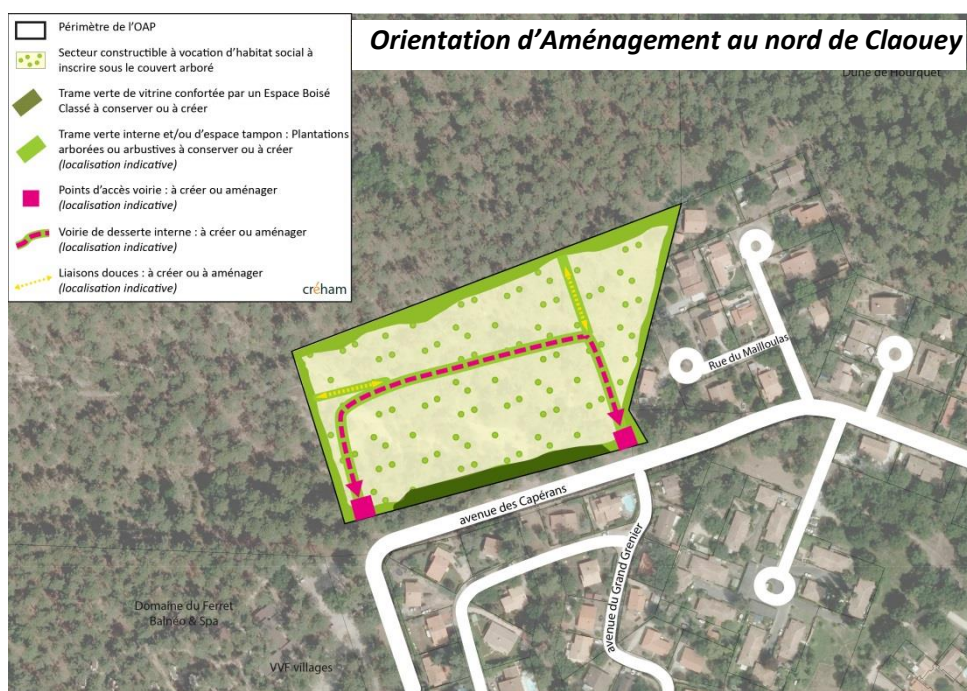 Orientation d’Aménagement au nord de Claouey
Périmètre de l’OAP
Secteur constructible à vocation d’habitat social à
inscrire sous le couvert arboré
Trame verte de vitrine confortée par un Espace Boisé
Classé à conserver ou à créer
Trame verte interne et/ou d’espace tampon : Plantations
arborées ou arbustives à conserver ou à créer
(localisation indicative)
Points d’accès voirie : à créer ou aménager
(localisation indicative)
Voirie de desserte interne : à créer ou aménager
(localisation indicative)
Liaisons douces : à créer ou à aménager
(localisation indicative)
créham
Dune de Hourquet
Rue du Mailloulas
avenue des Capérans
avenue du Grand Grenier
Domaine du Ferret
Balnéo & Spa
VVF villages